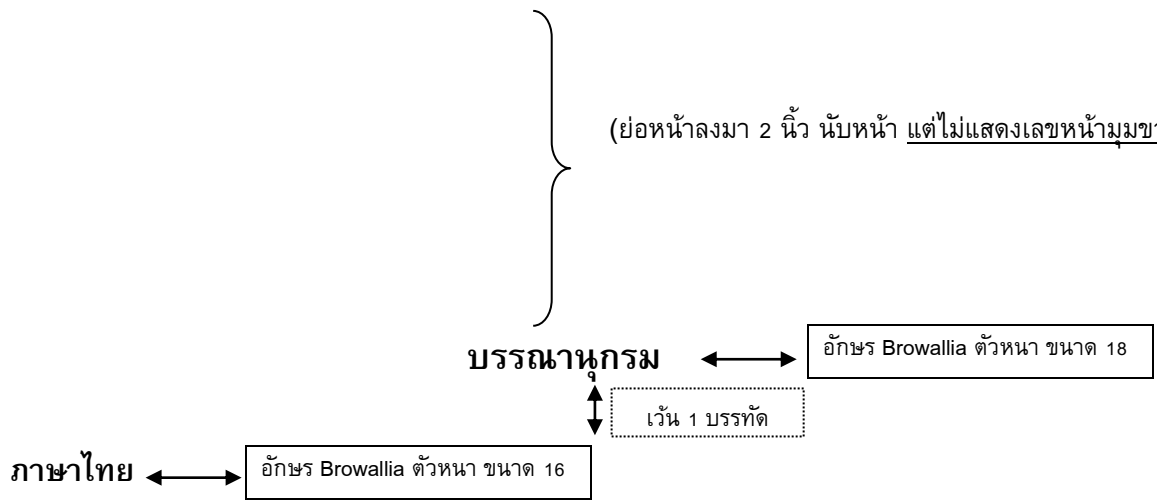 (ย่อหน้าลงมา 2 นิ้ว นับหน้า แต่ไม่แสดงเลขหน้ามุม
บรรณานุกรม
อักษร Browallia ตัวหนา ขนาด 18
เว้น 1 บรรทัด
ภาษาไทย
อักษร Browallia ตัวหนา ขนาด 16